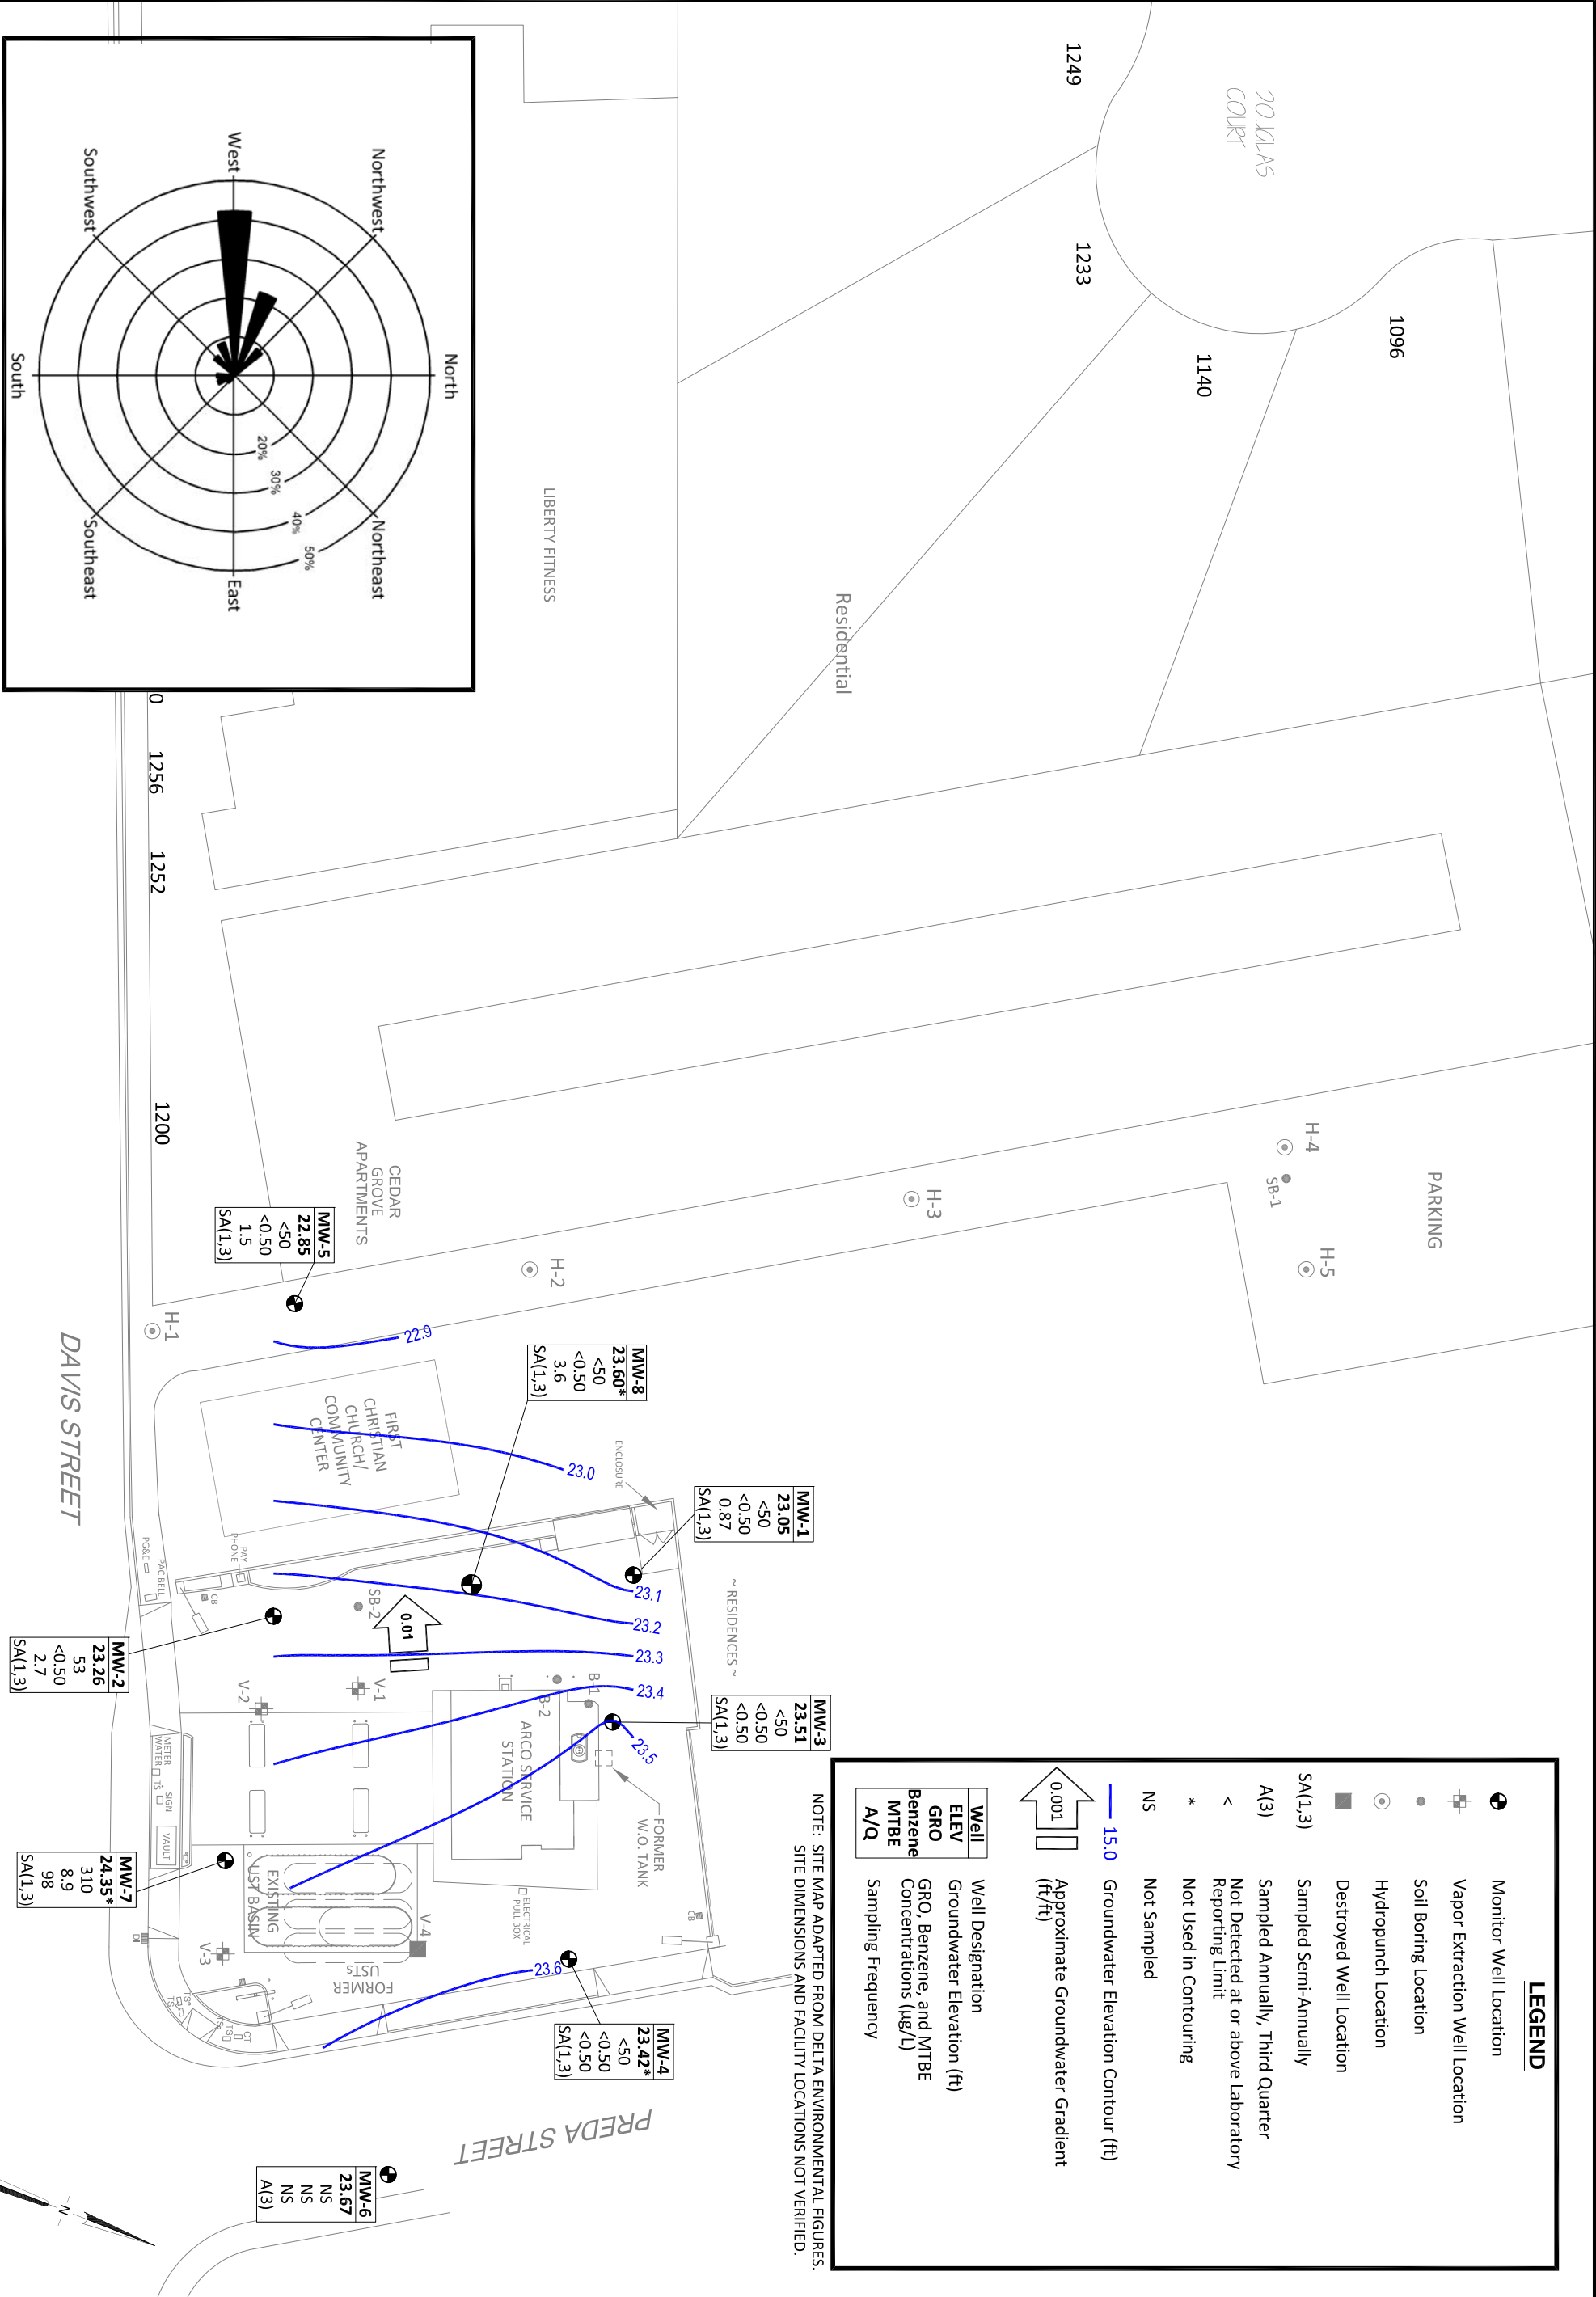 1249
DOUGLAS
COURT
1233
1096
1140
North
Northwest
Northeast
West
East
Southwest
Southeast
South
20%
30%
40%
50%
LIBERTY FITNESS
Residential
0
1256
1252
1200
CEDAR
GROVE
APARTMENTS
PARKING
H-4
SB-1
H-5
H-3
H-2
H-1
DAVIS STREET
MW-5
22.85
<50
<0.50
1.5
SA(1,3)
22.9
FIRST
CHRISTIAN
CHURCH/
COMMUNITY
CENTER
MW-8
23.60*
<50
<0.50
3.6
SA(1,3)
23.0
ENCLOSURE
MW-1
23.05
<50
<0.50
0.87
SA(1,3)
23.1
23.2
23.3
23.4
23.5
23.6
~ RESIDENCES ~
PAY
PHONE
PG&E
PAC BELL
CB
SB-2
0.01
MW-2
23.26
53
<0.50
2.7
SA(1,3)
V-1
V-2
B-1
B-2
MW-3
23.51
<50
<0.50
<0.50
SA(1,3)
ARCO SERVICE
STATION
FORMER
W.O. TANK
METER
WATER
TS
SIGN
VAULT
EXISTING
UST BASIN
ELECTRICAL
PULL BOX
CB
V-4
V-3
FORMER
USTs
MW-7
24.35*
310
8.9
98
SA(1,3)
DI
TS
TS
TS
TS
CT
MW-4
23.42*
<50
<0.50
<0.50
SA(1,3)
PREDA STREET
MW-6
23.67
NS
NS
NS
A(3)
N
LEGEND
Monitor Well Location
Vapor Extraction Well Location
Soil Boring Location
Hydropunch Location
Destroyed Well Location
SA(1,3) Sampled Semi-Annually
A(3) Sampled Annually, Third Quarter
< Not Detected at or above Laboratory
Reporting Limit
* Not Used in Contouring
NS Not Sampled
15.0 Groundwater Elevation Contour (ft)
0.001 Approximate Groundwater Gradient
(ft/ft)
Well Well Designation
ELEV Groundwater Elevation (ft)
GRO GRO, Benzene, and MTBE
Benzene Concentrations (µg/L)
MTBE
A/Q Sampling Frequency
NOTE: SITE MAP ADAPTED FROM DELTA ENVIRONMENTAL FIGURES.
SITE DIMENSIONS AND FACILITY LOCATIONS NOT VERIFIED.